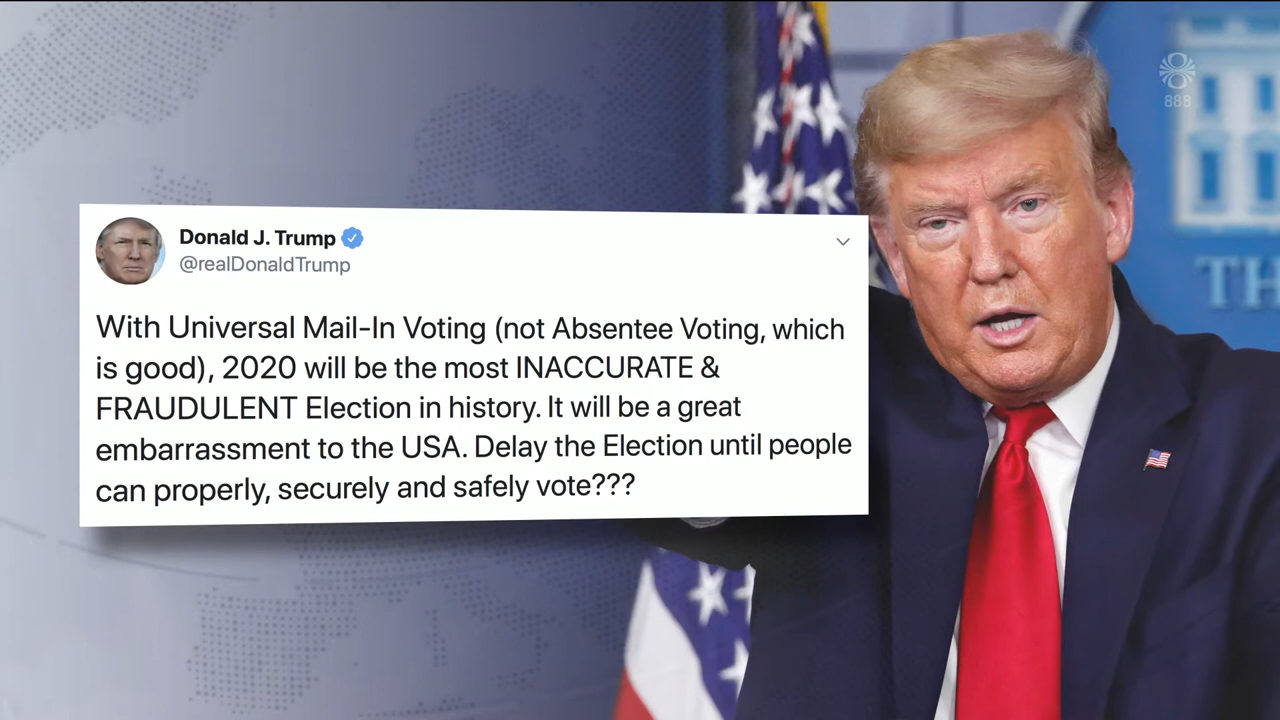 Donald J. Trump
@realDonaldTrump
With Universal Mail-In Voting (not Absentee Voting, which
is good), 2020 will be the most INACCURATE &
FRAUDULENT Election in history. It will be a great
embarrassment to the USA. Delay the Election until people
can properly, securely and safely vote???
888
TH